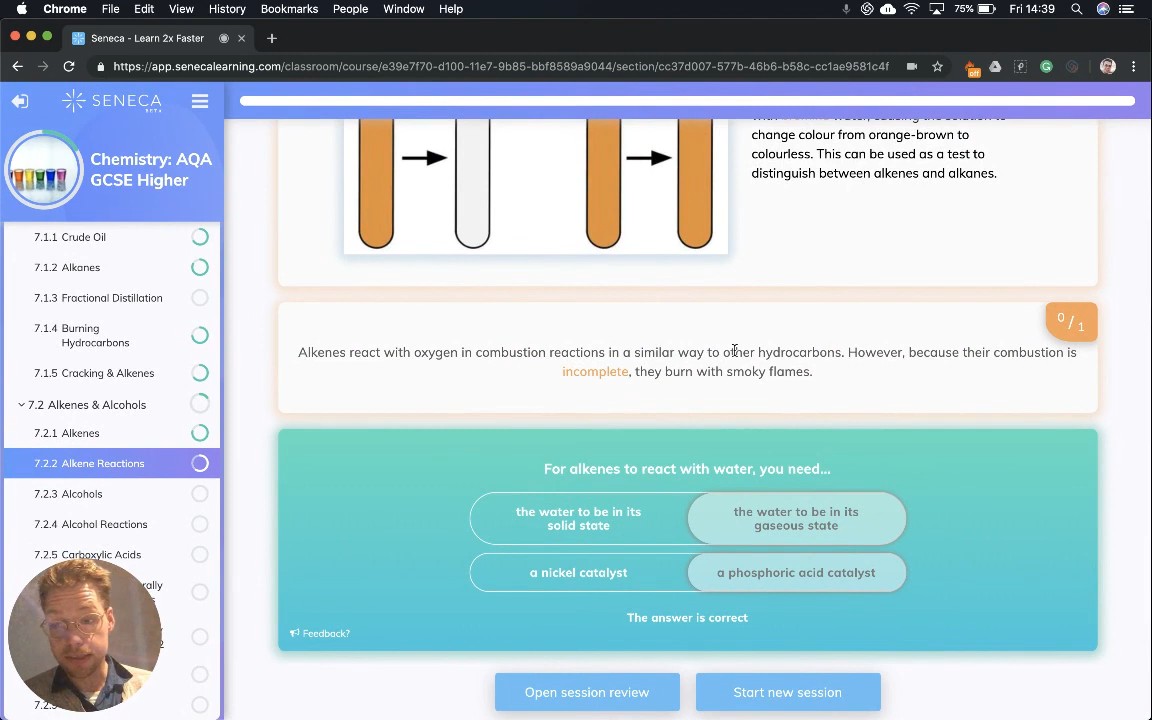 Chrome File Edit View History Bookmarks People Window Help 75% Fri 14:39
Seneca - Learn 2x Faster
https://app.senecalearning.com/classroom/course/e39e7f70-d100-11e7-9b85-bbf8589a9044/section/cc37d007-577b-46b6-b58c-cc1ae9581c4f
off
SENECA
BETA
Chemistry: AQA
GCSE Higher
7.1.1 Crude Oil
7.1.2 Alkanes
7.1.3 Fractional Distillation
7.1.4 Burning
Hydrocarbons
7.1.5 Cracking & Alkenes
7.2 Alkenes & Alcohols
7.2.1 Alkenes
7.2.2 Alkene Reactions
7.2.3 Alcohols
7.2.4 Alcohol Reactions
7.2.5 Carboxylic Acids
change colour from orange-brown to
colourless. This can be used as a test to
distinguish between alkenes and alkanes.
0 / 1
Alkenes react with oxygen in combustion reactions in a similar way to other hydrocarbons. However, because their combustion is
incomplete, they burn with smoky flames.
For alkenes to react with water, you need...
the water to be in its
solid state
the water to be in its
gaseous state
a nickel catalyst
a phosphoric acid catalyst
The answer is correct
Feedback?
Open session review
Start new session